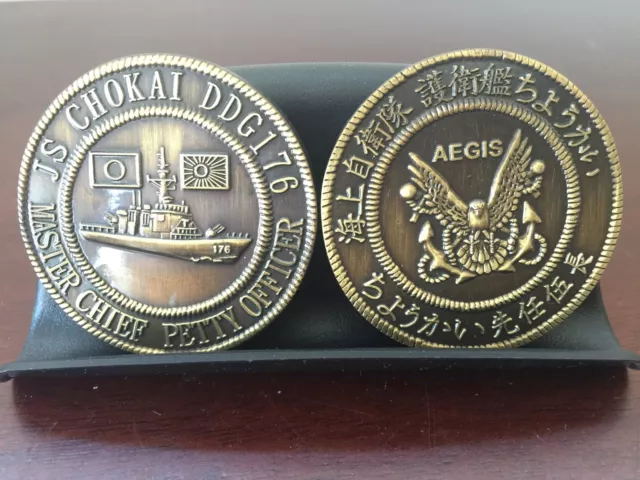 JS CHOKAI DDG176
MASTER CHIEF PETTY OFFICER
176
海上自衛隊 護衛艦ちょうかい
AEGIS
ちょうかい先任伍長